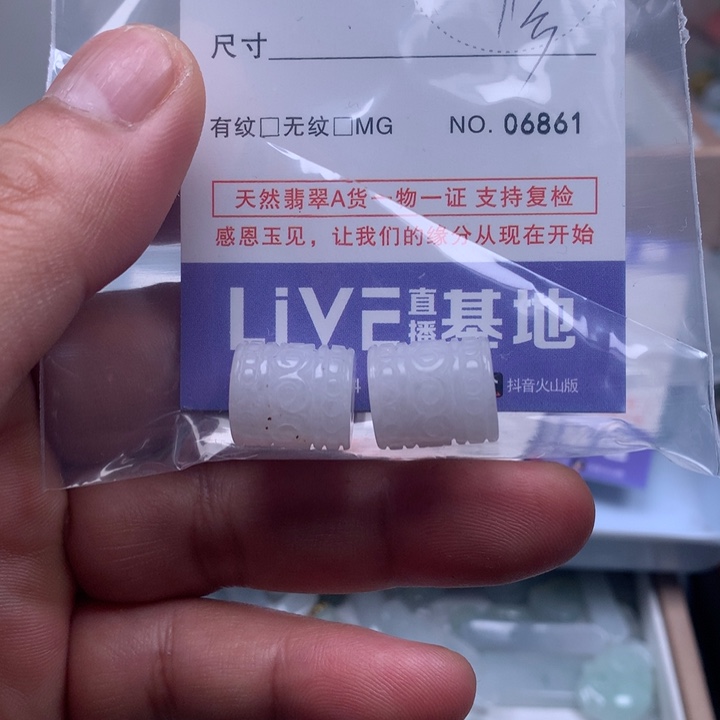 尺寸
有纹□无纹□MG NO. 06861
天然翡翠A货一物一证 支持复检
感恩玉见，让我们的缘分从现在开始
LiVE直播基地
抖音火山版